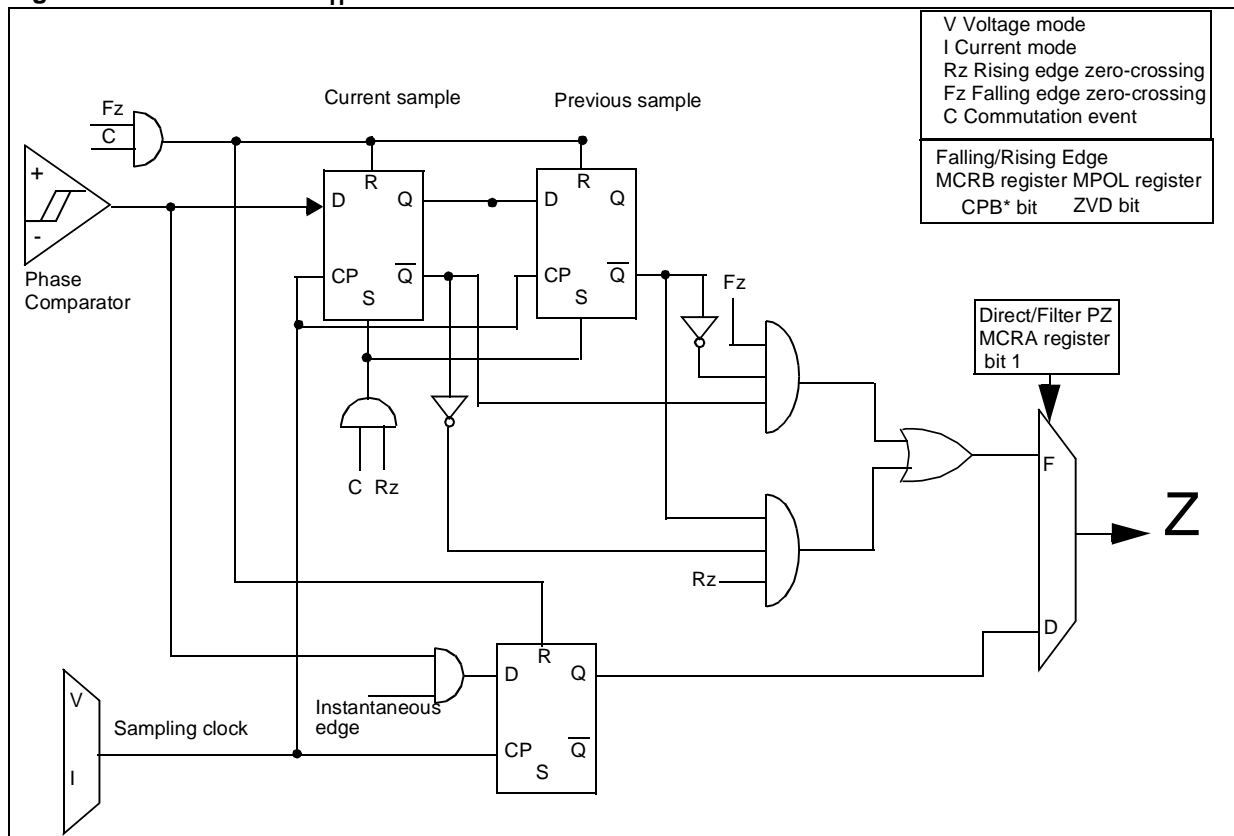 V Voltage mode
I Current mode
Rz Rising edge zero-crossing
Fz Falling edge zero-crossing
C Commutation event
Falling/Rising Edge
MCRB register MPOL register
CPB* bit ZVD bit
Current sample
Previous sample
Fz
C
+
-
Phase
Comparator
R
D Q
CP Q
S
R
D Q
CP Q
S
Fz
C Rz
Rz
Direct/Filter PZ
MCRA register
bit 1
F
D
Z
V
I
Sampling clock
Instantaneous
edge
R
D Q
CP Q
S